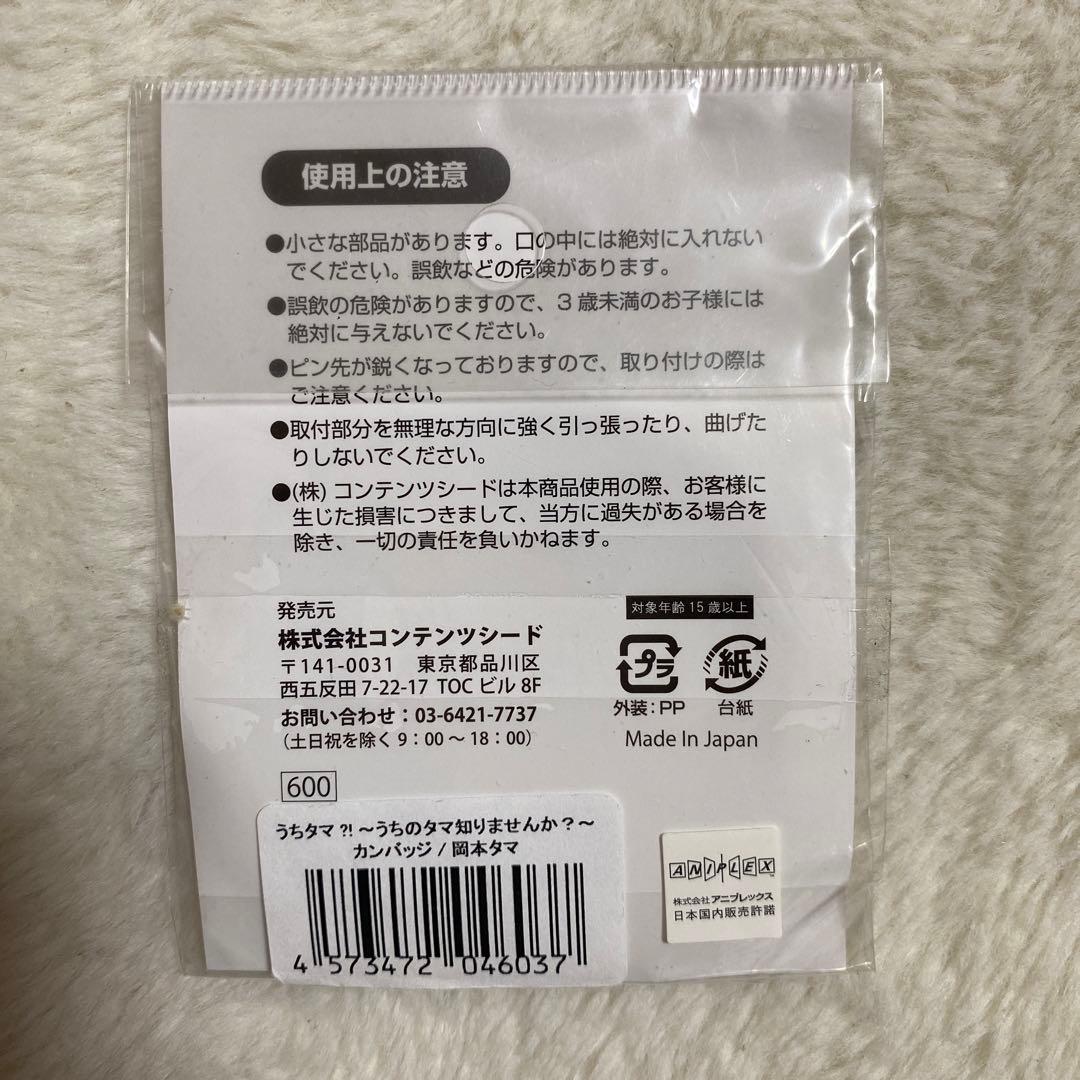 使用上の注意
●小さな部品があります。口の中には絶対に入れない
でください。誤飲などの危険があります。
●誤飲の危険がありますので、3歳未満のお子様には
絶対に与えないでください。
●ピン先が鋭くなっておりますので、取り付けの際は
ご注意ください。
●取付部分を無理な方向に強く引っ張ったり、曲げた
りしないでください。
●(株) コンテンツシードは本商品使用の際、お客様に
生じた損害につきまして、当方に過失がある場合を
除き、一切の責任を負いかねます。
発売元
株式会社コンテンツシード
〒141-0031 東京都品川区
西五反田 7-22-17 TOC ビル 8F
お問い合わせ：03-6421-7737
（土日祝を除く 9：00 〜 18：00）
対象年齢 15 歳以上
プラ
紙
外装：PP
台紙
Made In Japan
600
うちタマ ?! 〜うちのタマ知りませんか？〜
カンバッジ / 岡本タマ
4 573472 046037
ANIPLEX™
株式会社 アニプレックス
日本国内販売許諾